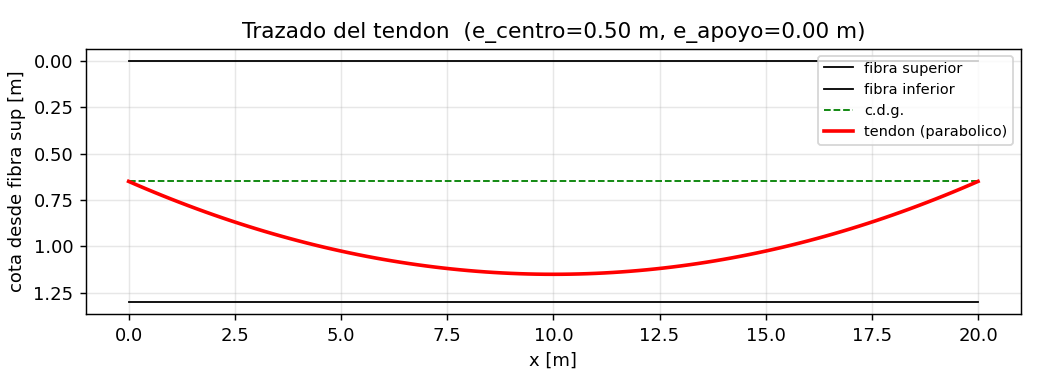 Trazado del tendon  (e_centro=0.50 m, e_apoyo=0.00 m)
cota desde fibra sup [m]
0.00
0.25
0.50
0.75
1.00
1.25
fibra superior
fibra inferior
c.d.g.
tendon (parabolico)
0.0 2.5 5.0 7.5 10.0 12.5 15.0 17.5 20.0
x [m]